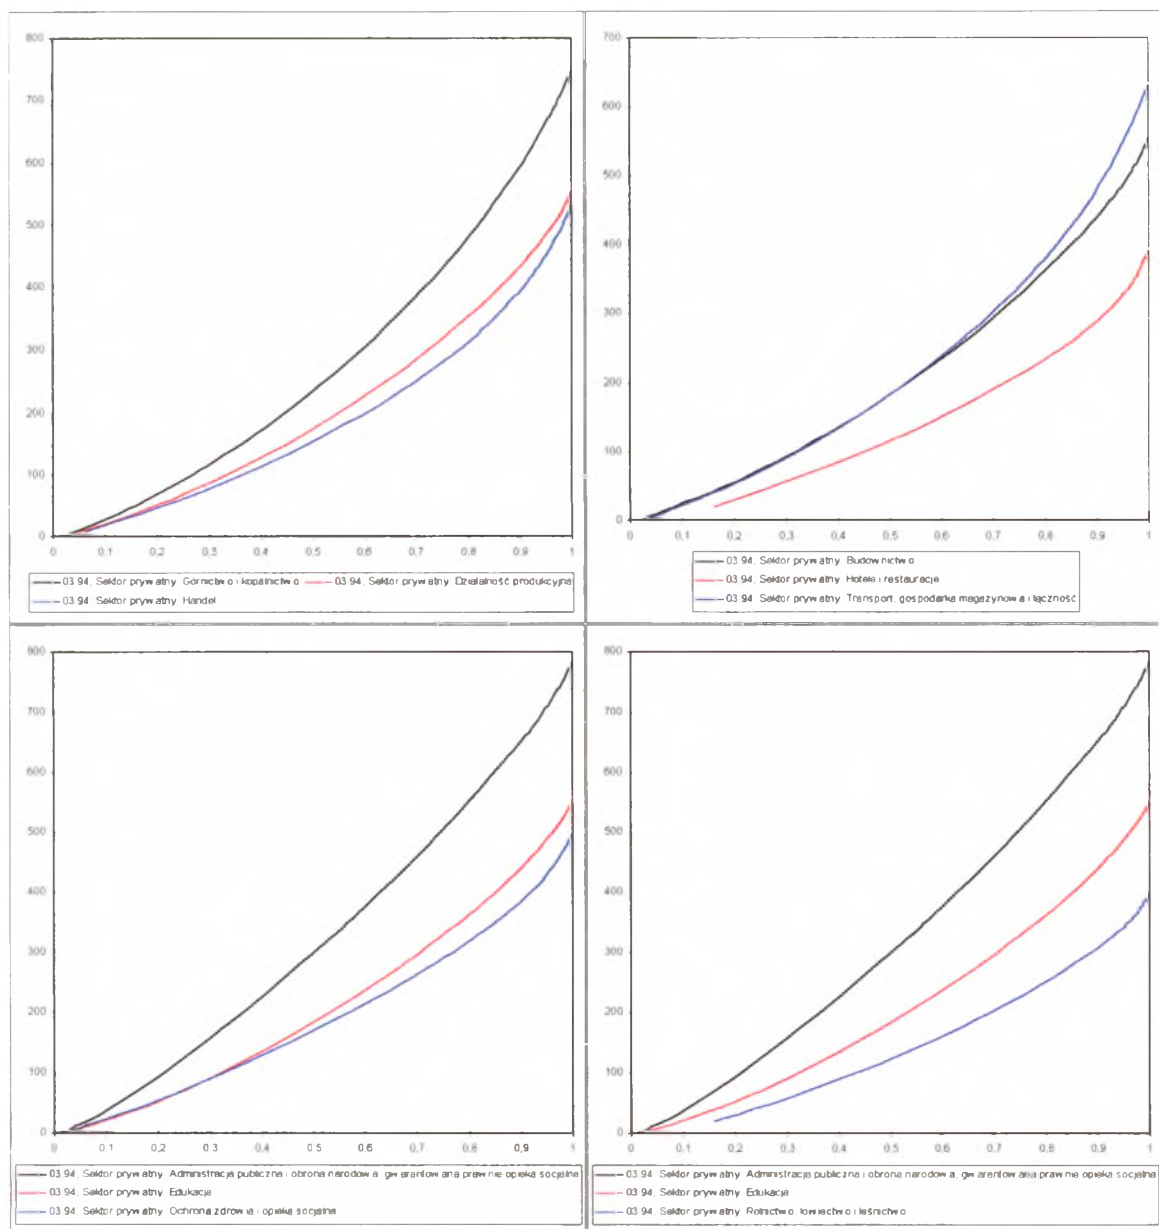 800
700
600
500
400
300
200
100
0
0 0,1 0,2 0,3 0,4 0,5 0,6 0,7 0,8 0,9 1
03.94, Sektor prywatny Górnictwo i kopalnictwo 03.94, Sektor prywatny Działalność produkcyjna
03.94, Sektor prywatny Handel
700
600
500
400
300
200
100
0
0 0,1 0,2 0,3 0,4 0,5 0,6 0,7 0,8 0,9 1
03.94, Sektor prywatny Budownictwo
03.94, Sektor prywatny Hotele i restauracje
03.94, Sektor prywatny Transport, gospodarka magazynowa i łączność
800
700
600
500
400
300
200
100
0
0 0,1 0,2 0,3 0,4 0,5 0,6 0,7 0,8 0,9 1
03.94, Sektor prywatny Administracja publiczna i obrona narodowa, gwarantowana prawnie opieka socjalna
03.94, Sektor prywatny Edukacja
03.94, Sektor prywatny Ochrona zdrowia i opieka socjalna
800
700
600
500
400
300
200
100
0
0 0,1 0,2 0,3 0,4 0,5 0,6 0,7 0,8 0,9 1
03.94, Sektor prywatny Administracja publiczna i obrona narodowa, gwarantowana prawnie opieka socjalna
03.94, Sektor prywatny Edukacja
03.94, Sektor prywatny Rolnictwo, łowiectwo i leśnictwo